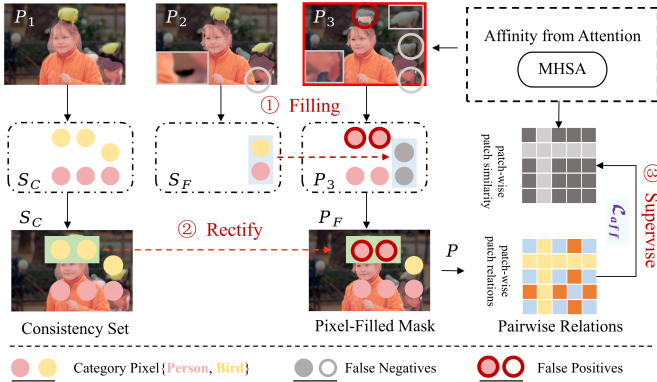 P1
P2
P3
Affinity from Attention
MHSA
① Filling
SC
SF
P3
patch-wise
patch similarity
③ Supervise
ℒaff
SC
② Rectify
PF
P
patch-wise
patch relations
Consistency Set
Pixel-Filled Mask
Pairwise Relations
Category Pixel{Person, Bird}
False Negatives
False Positives